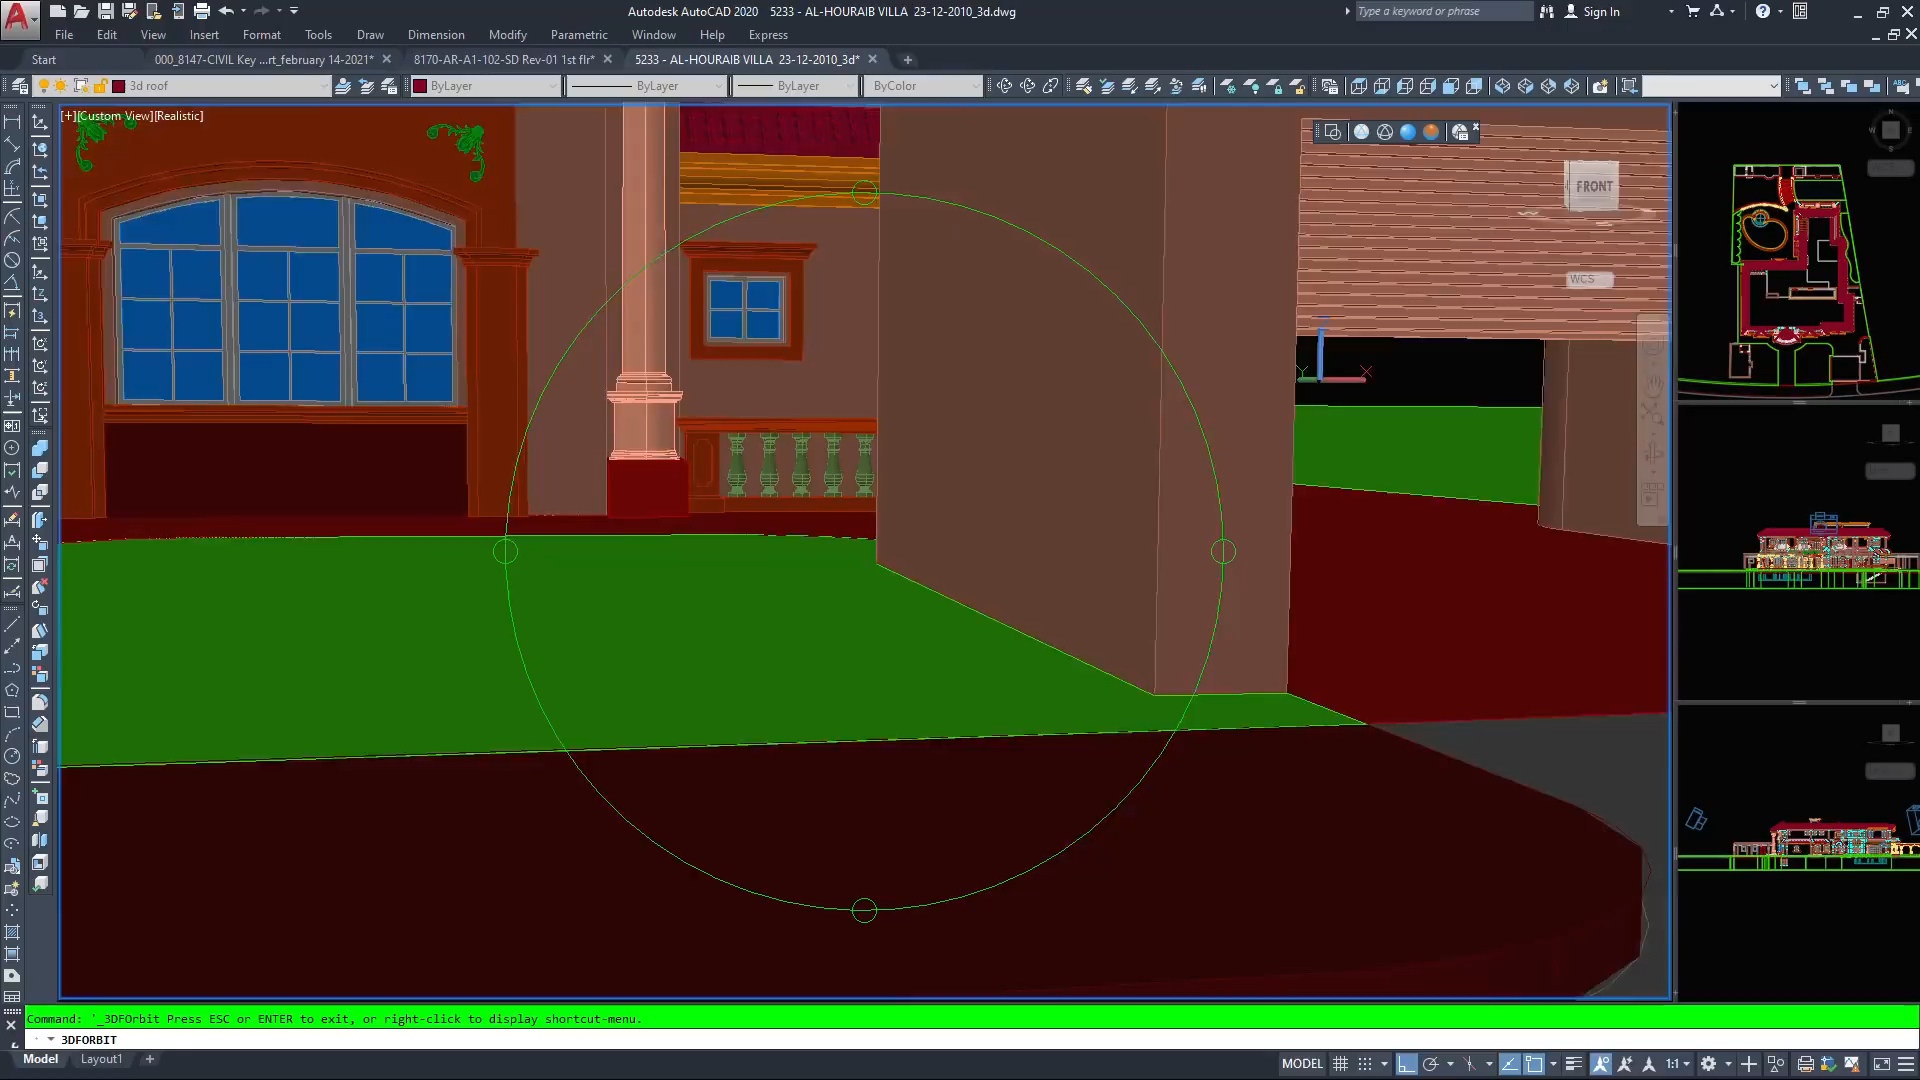 Autodesk AutoCAD 2020 5233 - AL-HOURAIB VILLA 23-12-2010_3d.dwg
Type a keyword or phrase
Sign In
File Edit View Insert Format Tools Draw Dimension Modify Parametric Window Help Express
Start
000_8147-CIVIL Key ...rt_february 14-2021*
8170-AR-A1-102-SD Rev-01 1st flr*
5233 - AL-HOURAIB VILLA 23-12-2010_3d*
3d roof
ByLayer
ByLayer
ByLayer
ByColor
[+][Custom View][Realistic]
FRONT
WCS
Y
X
Command: '_3DFOrbit Press ESC or ENTER to exit, or right-click to display shortcut-menu.
3DFORBIT
Model
Layout1
MODEL
1:1